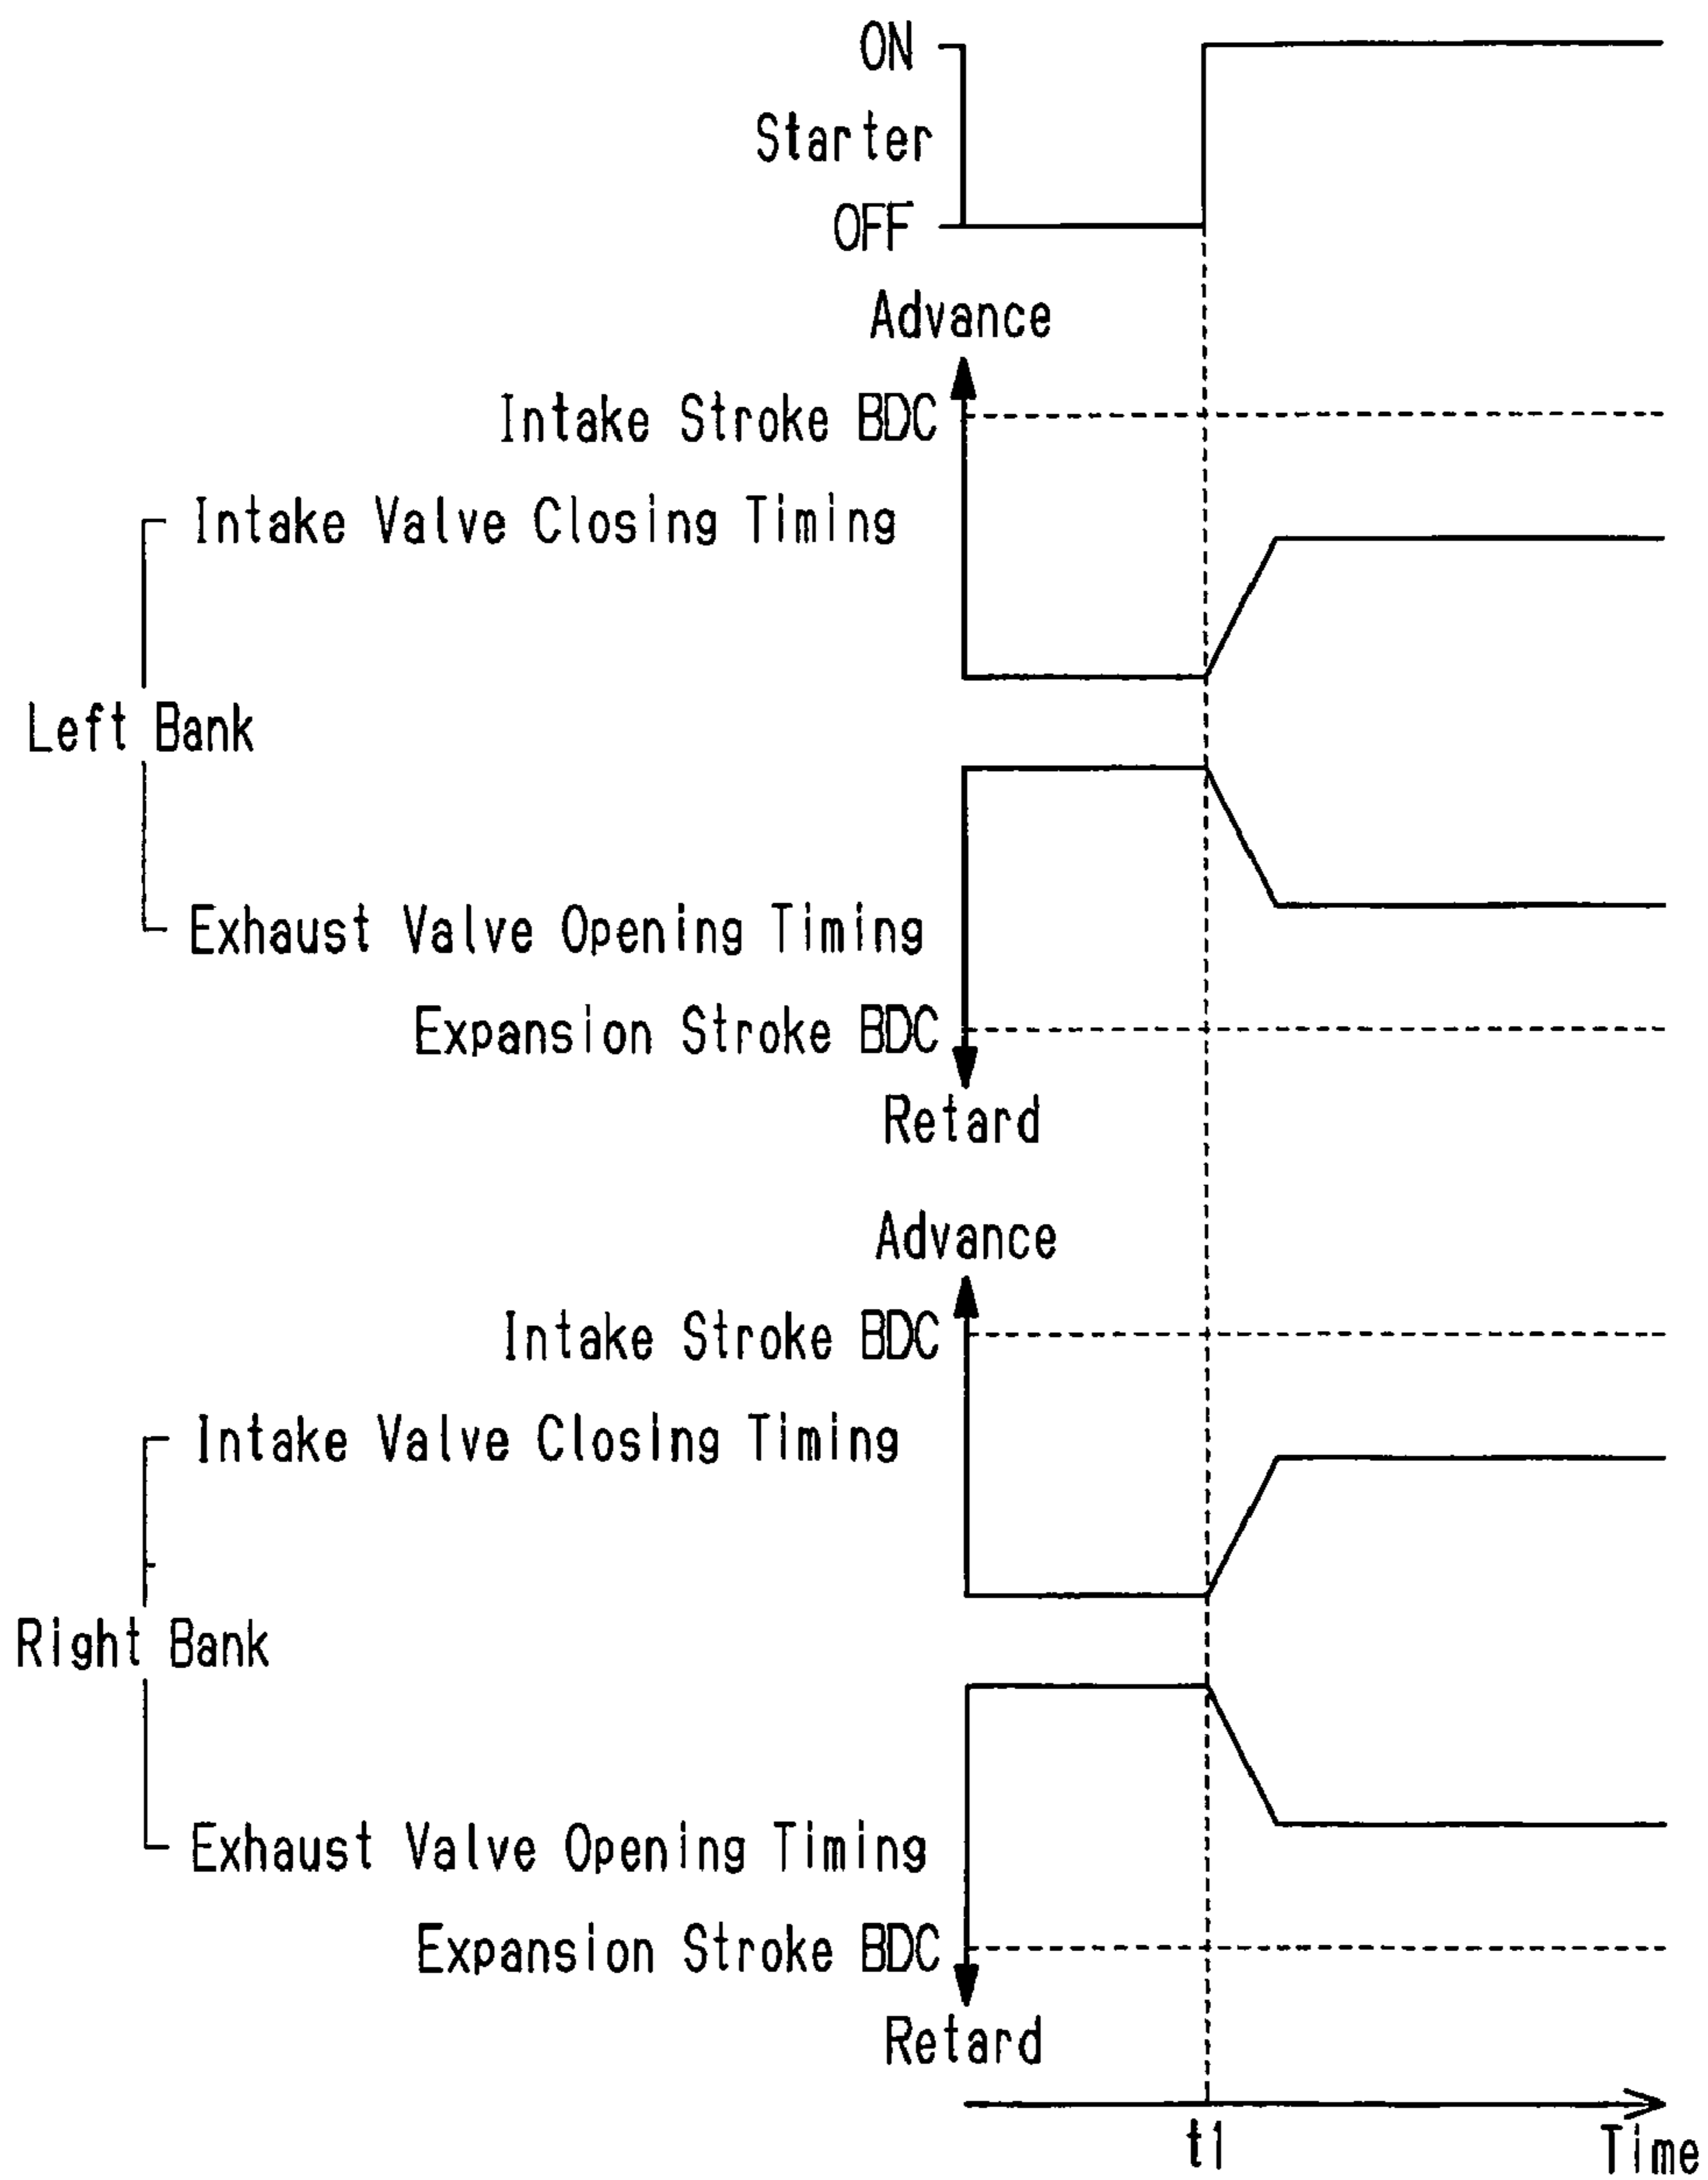 ON
Starter
OFF
Advance
Intake Stroke BDC
Intake Valve Closing Timing
Left Bank
Exhaust Valve Opening Timing
Expansion Stroke BDC
Retard
Advance
Intake Stroke BDC
Intake Valve Closing Timing
Right Bank
Exhaust Valve Opening Timing
Expansion Stroke BDC
Retard
t1
Time